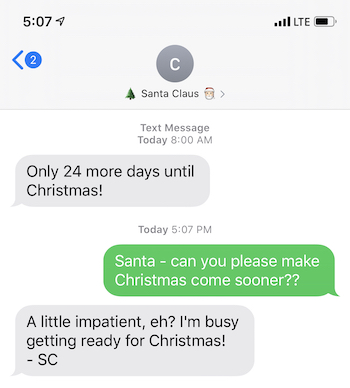 5:07 LTE
2
C
🎄 Santa Claus 🎅 >
Text Message
Today 8:00 AM
Only 24 more days until
Christmas!
Today 5:07 PM
Santa - can you please make
Christmas come sooner??
A little impatient, eh? I'm busy
getting ready for Christmas!
- SC